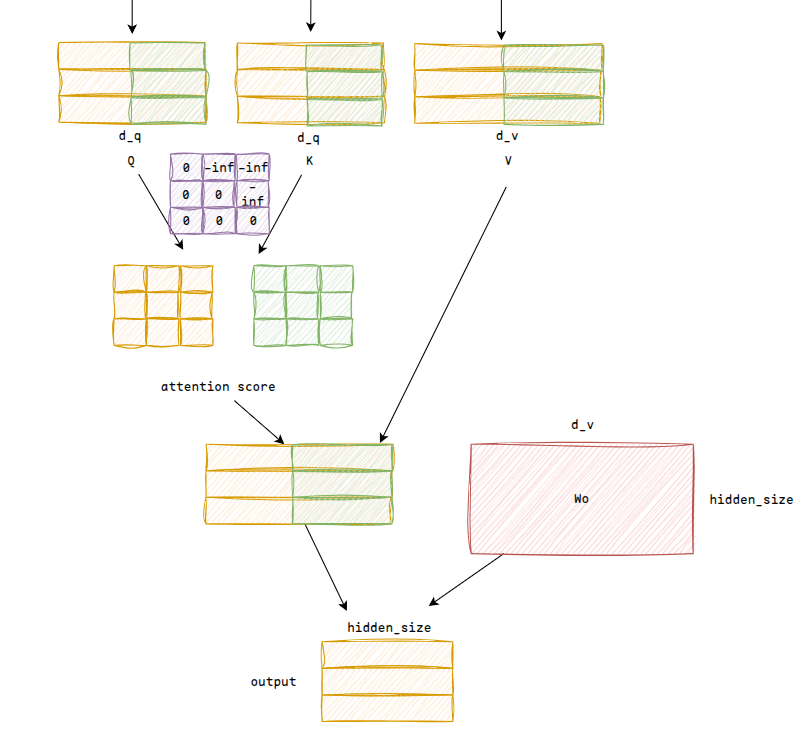 d_q
d_q
d_v
Q
K
V
0 -inf -inf
0 0 -
inf
0 0 0
attention score
d_v
Wo
hidden_size
hidden_size
output